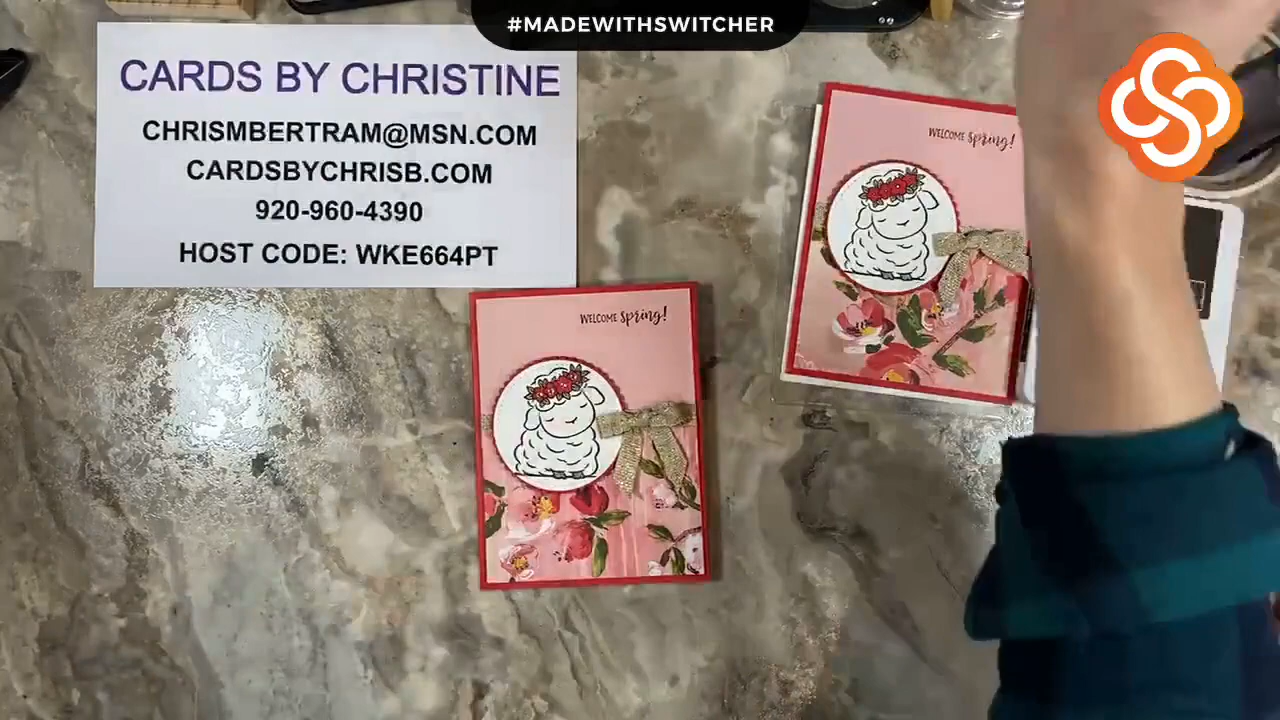 #MADEWITHSWITCHER
CARDS BY CHRISTINE
CHRISMBERTRAM@MSN.COM
CARDSBYCHRISB.COM
920-960-4390
HOST CODE: WKE664PT
WELCOME spring!
WELCOME spring!